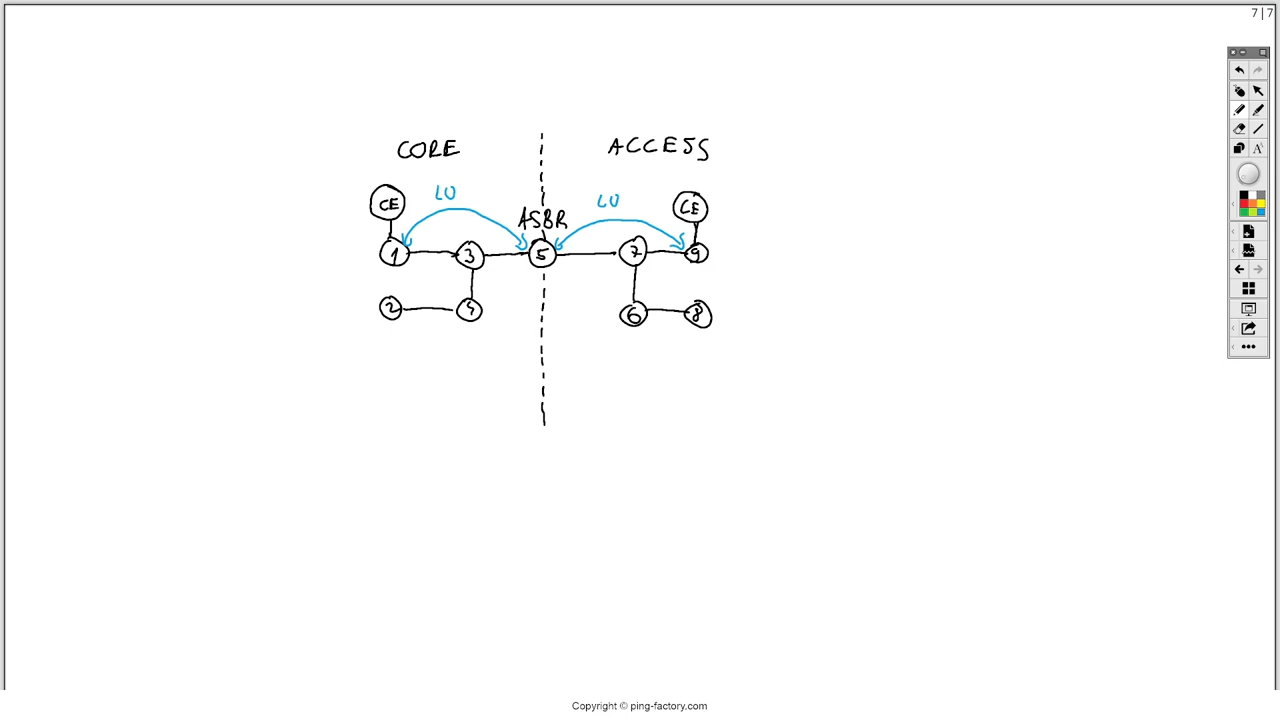 7 | 7
CORE
ACCESS
LU
LU
CE
CE
ASBR
1
3
5
7
9
2
4
6
8
A
Copyright © ping-factory.com